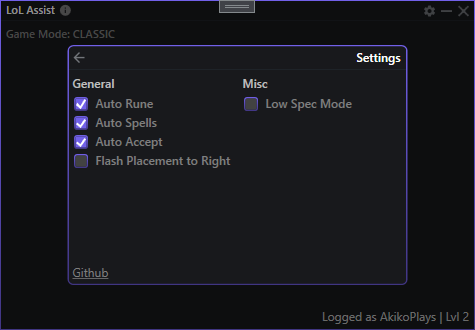 LoL Assist
Game Mode: CLASSIC
Settings
General
Misc
Auto Rune
Low Spec Mode
Auto Spells
Auto Accept
Flash Placement to Right
Github
Logged as AkikoPlays | Lvl 2